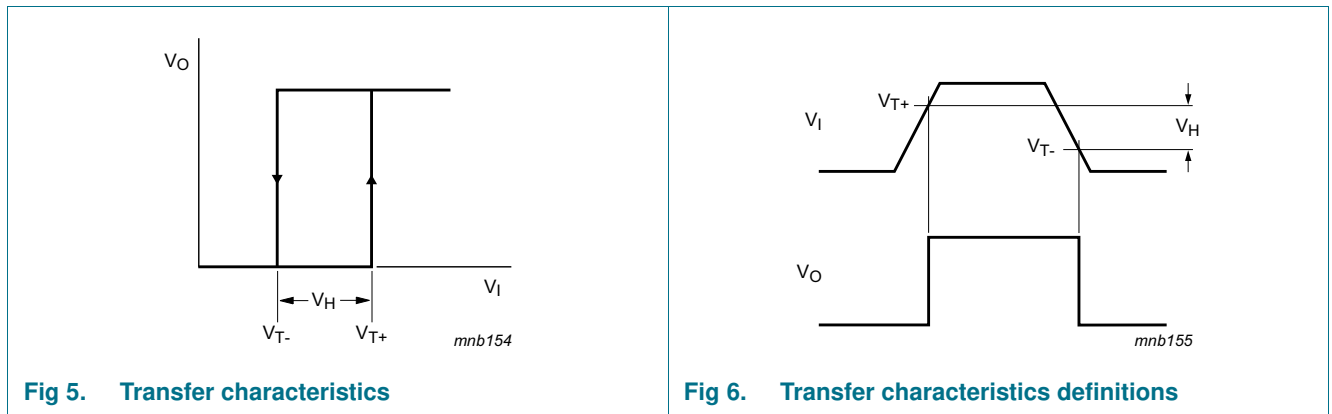 VO
VI
VH
VT-
VT+
mnb154
Fig 5. Transfer characteristics
VT+
VI
VH
VT-
VO
mnb155
Fig 6. Transfer characteristics definitions